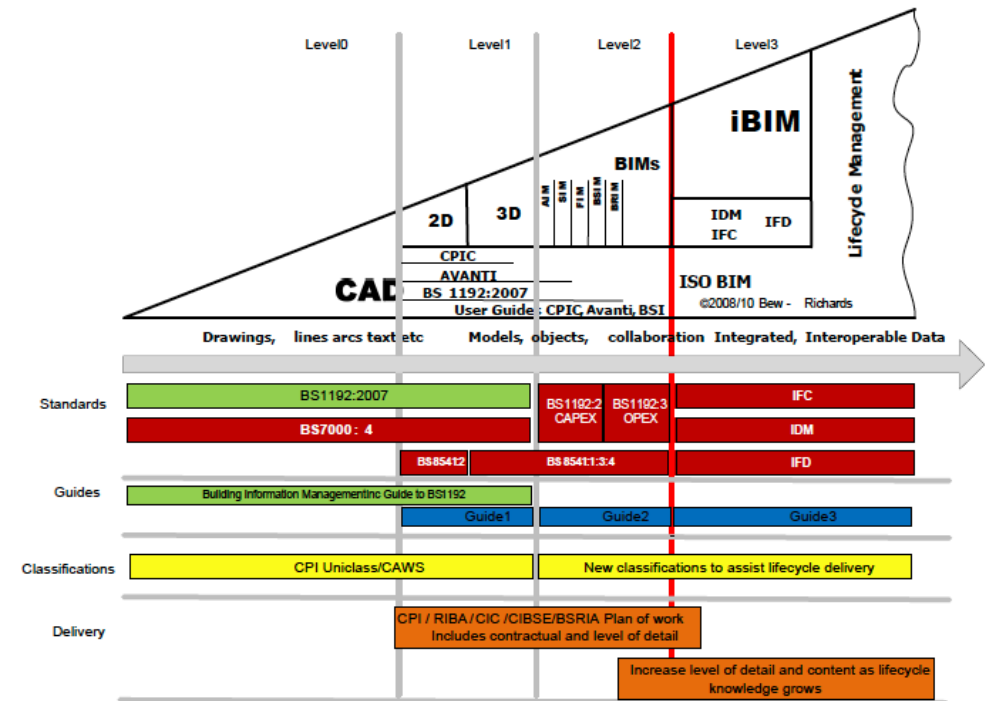 Level0 Level1 Level2 Level3
iBIM
BIMs
2D 3D
AIM
SIM
FIM
BSIM
BRIM
IDM IFD
IFC
Lifecycle Management
CPIC
AVANTI
CAD
BS 1192:2007
User Guides CPIC, Avanti, BSI
ISO BIM
©2008/10 Bew - Richards
Drawings, lines arcs text etc Models, objects, collaboration Integrated, Interoperable Data
Standards
BS1192:2007
BS1192:2
CAPEX
BS1192:3
OPEX
IFC
BS7000: 4
IDM
BS8541:2
BS8541:1:3:4
IFD
Guides
Building Information Managementinc Guide to BS1192
Guide1
Guide2
Guide3
Classifications
CPI Uniclass/CAWS
New classifications to assist lifecycle delivery
Delivery
CPI / RIBA /CIC /CIBSE/BSRIA Plan of work
Includes contractual and level of detail
Increase level of detail and content as lifecycle
knowledge grows